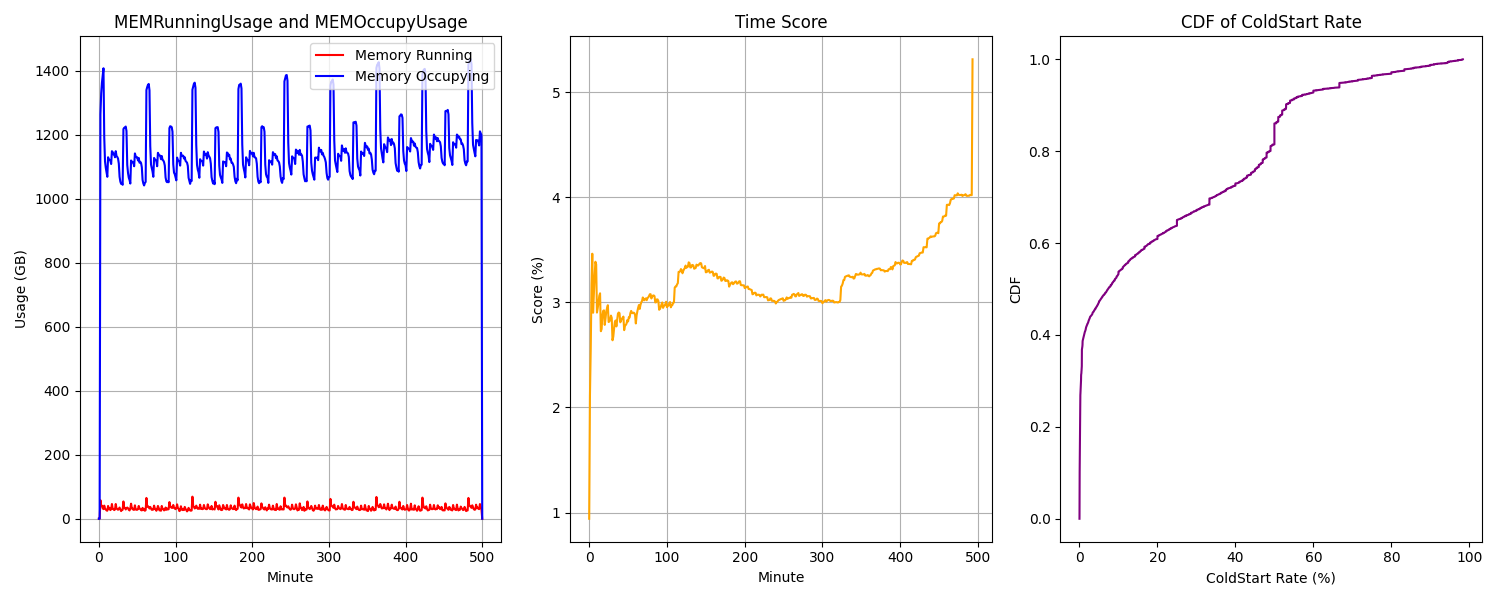 MEMRunningUsage and MEMOccupyUsage
Usage (GB)
1400
1200
1000
800
600
400
200
0
Memory Running
Memory Occupying
0 100 200 300 400 500
Minute
Time Score
Score (%)
5
4
3
2
1
0 100 200 300 400 500
Minute
CDF of ColdStart Rate
CDF
1.0
0.8
0.6
0.4
0.2
0.0
0 20 40 60 80 100
ColdStart Rate (%)